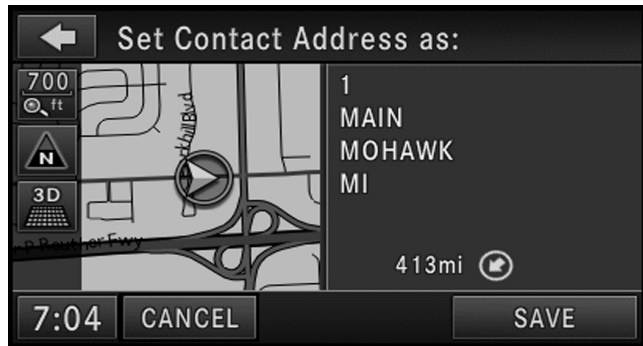 Set Contact Address as:
700
ft
N
3D
1
MAIN
MOHAWK
MI
413mi
7:04
CANCEL
SAVE